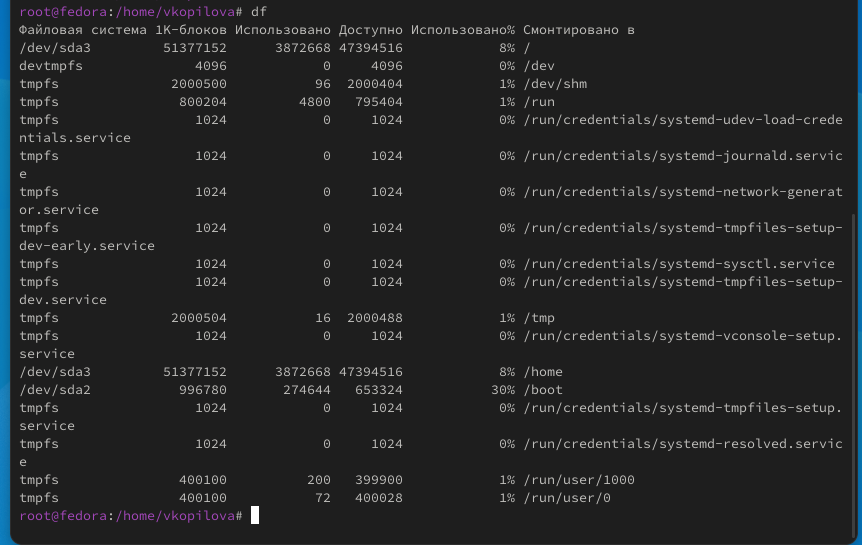 root@fedora:/home/vkopilova# df
Файловая система 1K-блоков Использовано Доступно Использовано% Смонтировано в
/dev/sda3         51377152      3872668 47394516            8% /
devtmpfs              4096            0     4096            0% /dev
tmpfs              2000500           96  2000404            1% /dev/shm
tmpfs               800204         4800   795404            1% /run
tmpfs                 1024            0     1024            0% /run/credentials/systemd-udev-load-crede
ntials.service
tmpfs                 1024            0     1024            0% /run/credentials/systemd-journald.servic
e
tmpfs                 1024            0     1024            0% /run/credentials/systemd-network-generat
or.service
tmpfs                 1024            0     1024            0% /run/credentials/systemd-tmpfiles-setup-
dev-early.service
tmpfs                 1024            0     1024            0% /run/credentials/systemd-sysctl.service
tmpfs                 1024            0     1024            0% /run/credentials/systemd-tmpfiles-setup-
dev.service
tmpfs              2000504           16  2000488            1% /tmp
tmpfs                 1024            0     1024            0% /run/credentials/systemd-vconsole-setup.
service
/dev/sda3         51377152      3872668 47394516            8% /home
/dev/sda2           996780       274644   653324           30% /boot
tmpfs                 1024            0     1024            0% /run/credentials/systemd-tmpfiles-setup.
service
tmpfs                 1024            0     1024            0% /run/credentials/systemd-resolved.servic
e
tmpfs               400100          200   399900            1% /run/user/1000
tmpfs               400100           72   400028            1% /run/user/0
root@fedora:/home/vkopilova#